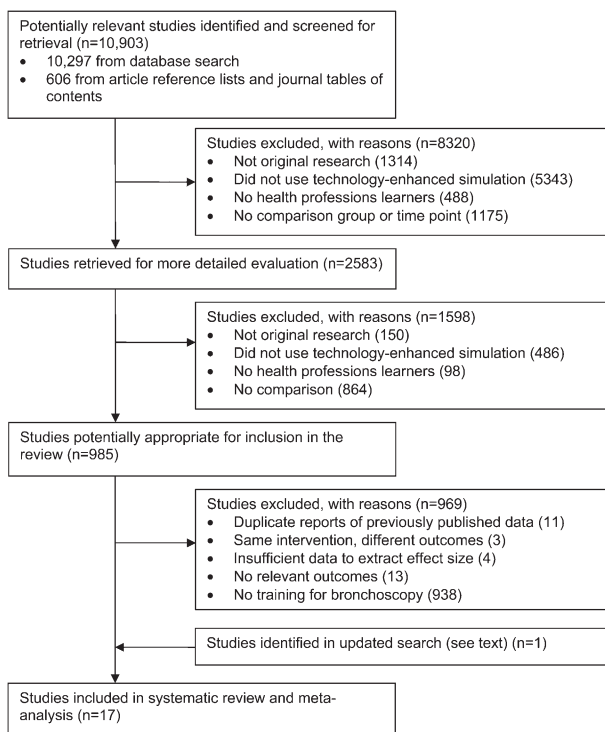 Potentially relevant studies identified and screened for
retrieval (n=10,903)
• 10,297 from database search
• 606 from article reference lists and journal tables of
contents
Studies excluded, with reasons (n=8320)
• Not original research (1314)
• Did not use technology-enhanced simulation (5343)
• No health professions learners (488)
• No comparison group or time point (1175)
Studies retrieved for more detailed evaluation (n=2583)
Studies excluded, with reasons (n=1598)
• Not original research (150)
• Did not use technology-enhanced simulation (486)
• No health professions learners (98)
• No comparison (864)
Studies potentially appropriate for inclusion in the
review (n=985)
Studies excluded, with reasons (n=969)
• Duplicate reports of previously published data (11)
• Same intervention, different outcomes (3)
• Insufficient data to extract effect size (4)
• No relevant outcomes (13)
• No training for bronchoscopy (938)
Studies identified in updated search (see text) (n=1)
Studies included in systematic review and meta-
analysis (n=17)